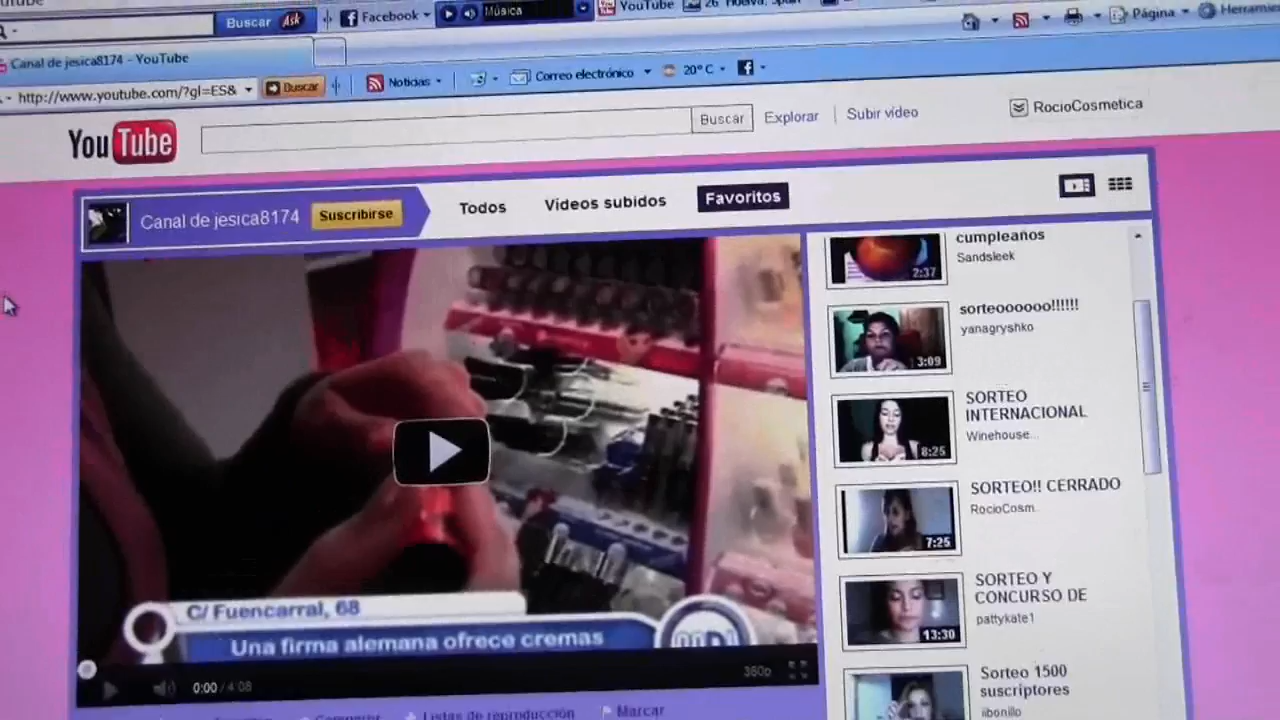 Buscar Ask
Facebook
Música
YouTube
Página
Canal de jesica8174 - YouTube
Noticias
Correo electrónico
20° C
http://www.youtube.com/?gl=ES&
Buscar
YouTube
Buscar
Explorar
Subir vídeo
RocioCosmetica
Canal de jesica8174
Suscribirse
Todos
Vídeos subidos
Favoritos
cumpleaños
Sandsleek
2:37
sorteoooooo!!!!!!
yanagryshko
3:09
SORTEO
INTERNACIONAL
Winehouse...
8:25
SORTEO!! CERRADO
RocioCosm...
7:25
SORTEO Y
CONCURSO DE
pattykate1
13:30
Sorteo 1500
suscriptores
C/ Fuencarral, 68
Una firma alemana ofrece cremas
0:00 / 4:08
360p
Listas de reproducción
Marcar